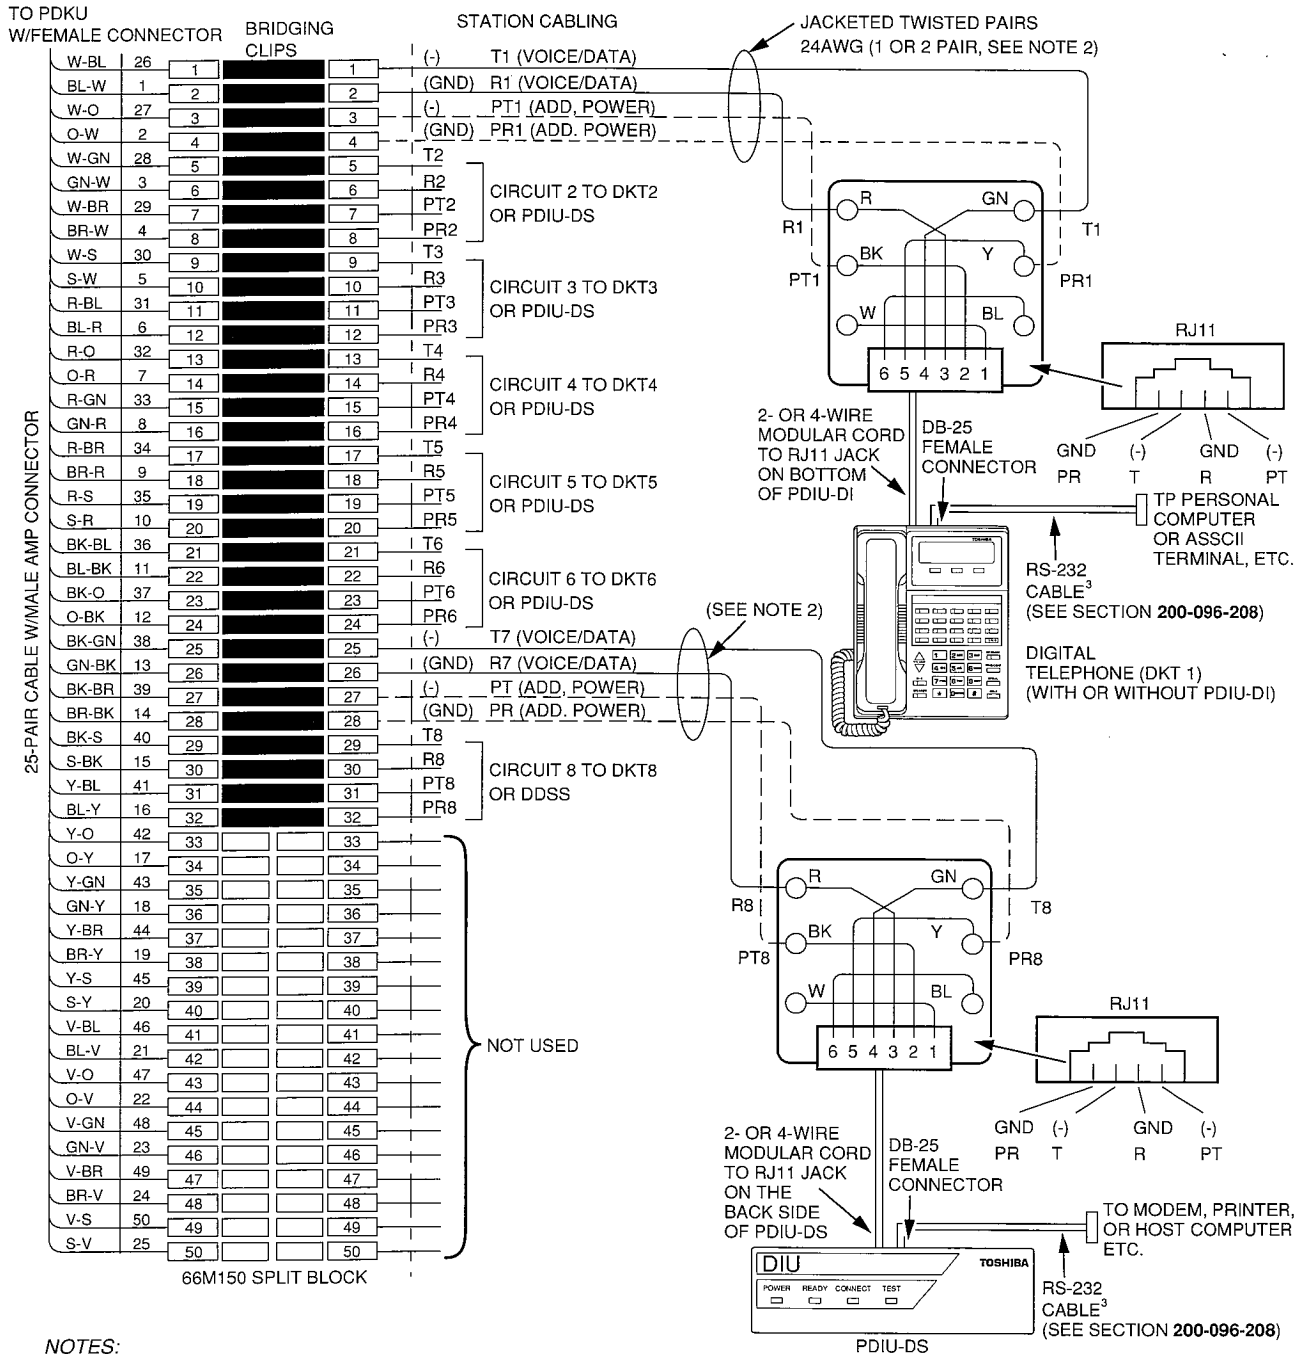 TO PDKU
W/FEMALE CONNECTOR
BRIDGING
CLIPS
STATION CABLING
JACKETED TWISTED PAIRS
24AWG (1 OR 2 PAIR, SEE NOTE 2)
25-PAIR CABLE W/MALE AMP CONNECTOR
W-BL 26 1 1 (-) T1 (VOICE/DATA)
BL-W 1 2 2 (GND) R1 (VOICE/DATA)
W-O 27 3 3 (-) PT1 (ADD, POWER)
O-W 2 4 4 (GND) PR1 (ADD. POWER)
W-GN 28 5 5 T2
GN-W 3 6 6 R2
W-BR 29 7 7 PT2
BR-W 4 8 8 PR2
CIRCUIT 2 TO DKT2
OR PDIU-DS
W-S 30 9 9 T3
S-W 5 10 10 R3
R-BL 31 11 11 PT3
BL-R 6 12 12 PR3
CIRCUIT 3 TO DKT3
OR PDIU-DS
R-O 32 13 13 T4
O-R 7 14 14 R4
R-GN 33 15 15 PT4
GN-R 8 16 16 PR4
CIRCUIT 4 TO DKT4
OR PDIU-DS
R-BR 34 17 17 T5
BR-R 9 18 18 R5
R-S 35 19 19 PT5
S-R 10 20 20 PR5
CIRCUIT 5 TO DKT5
OR PDIU-DS
BK-BL 36 21 21 T6
BL-BK 11 22 22 R6
BK-O 37 23 23 PT6
O-BK 12 24 24 PR6
CIRCUIT 6 TO DKT6
OR PDIU-DS
BK-GN 38 25 25 (-) T7 (VOICE/DATA)
GN-BK 13 26 26 (GND) R7 (VOICE/DATA)
BK-BR 39 27 27 (-) PT (ADD, POWER)
BR-BK 14 28 28 (GND) PR (ADD. POWER)
BK-S 40 29 29 T8
S-BK 15 30 30 R8
Y-BL 41 31 31 PT8
BL-Y 16 32 32 PR8
CIRCUIT 8 TO DKT8
OR DDSS
Y-O 42 33 33
O-Y 17 34 34
Y-GN 43 35 35
GN-Y 18 36 36
Y-BR 44 37 37
BR-Y 19 38 38
Y-S 45 39 39
S-Y 20 40 40
V-BL 46 41 41
BL-V 21 42 42
V-O 47 43 43
O-V 22 44 44
V-GN 48 45 45
GN-V 23 46 46
V-BR 49 47 47
BR-V 24 48 48
V-S 50 49 49
S-V 25 50 50
NOT USED
66M150 SPLIT BLOCK
R GN
R1 T1
BK Y
PT1 PR1
W BL
6 5 4 3 2 1
RJ11
GND (-) GND (-)
PR T R PT
2- OR 4-WIRE
MODULAR CORD
TO RJ11 JACK
ON BOTTOM
OF PDIU-DI
DB-25
FEMALE
CONNECTOR
TP PERSONAL
COMPUTER
OR ASSCII
TERMINAL, ETC.
RS-232
CABLE³
(SEE SECTION 200-096-208)
TOSHIBA
DIGITAL
TELEPHONE (DKT 1)
(WITH OR WITHOUT PDIU-DI)
(SEE NOTE 2)
R GN
R8 T8
BK Y
PT8 PR8
W BL
6 5 4 3 2 1
RJ11
GND (-) GND (-)
PR T R PT
2- OR 4-WIRE
MODULAR CORD
TO RJ11 JACK
ON THE
BACK SIDE
OF PDIU-DS
DB-25
FEMALE
CONNECTOR
TO MODEM, PRINTER,
OR HOST COMPUTER
ETC.
RS-232
CABLE³
(SEE SECTION 200-096-208)
DIU TOSHIBA
POWER READY CONNECT TEST
PDIU-DS
NOTES: